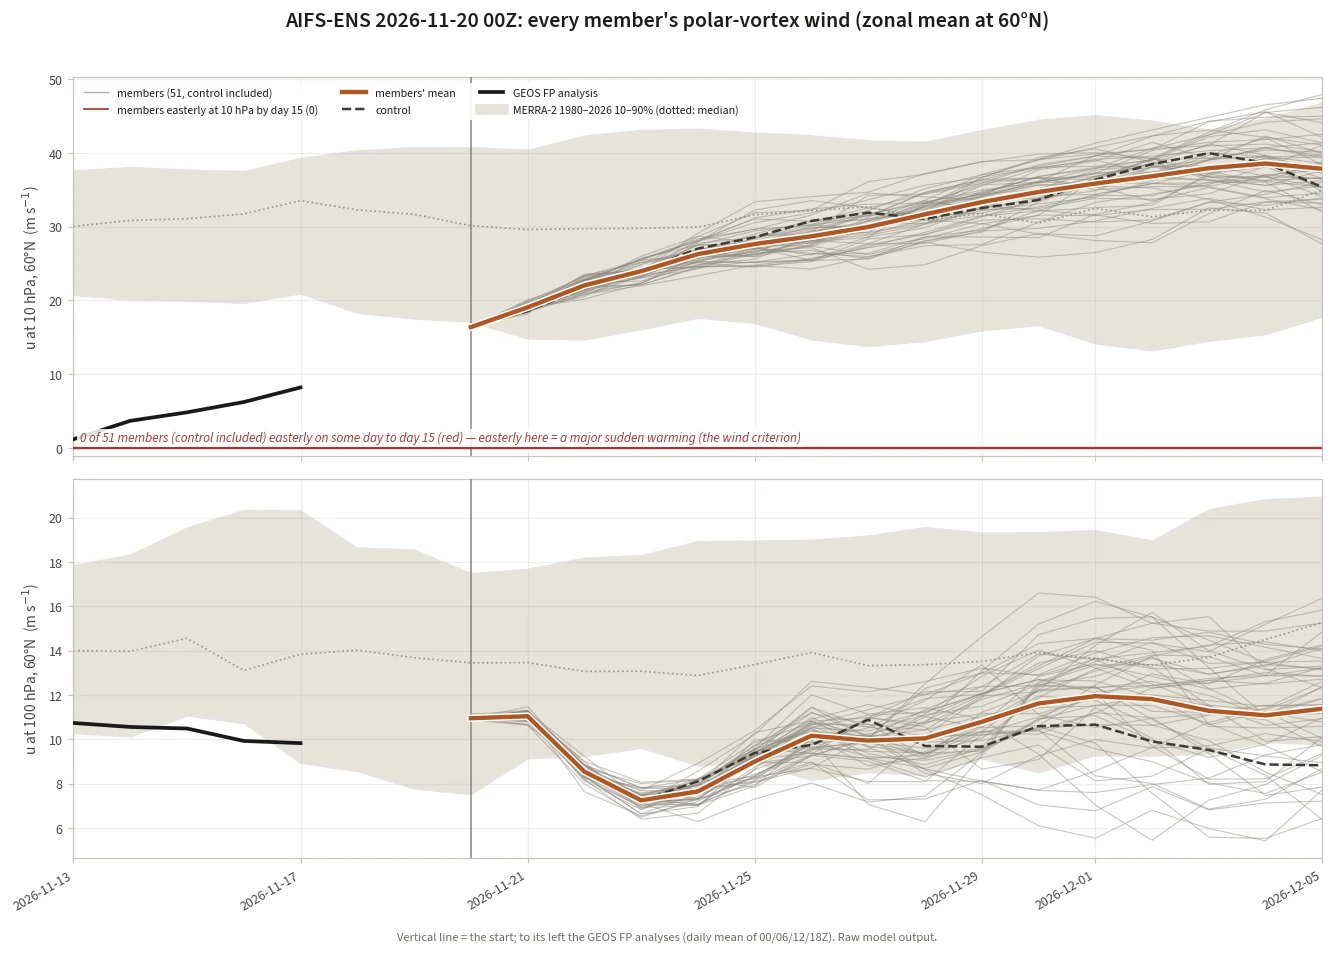 AIFS-ENS 2026-11-20 00Z: every member's polar-vortex wind (zonal mean at 60°N)
members (51, control included)
members easterly at 10 hPa by day 15 (0)
members' mean
control
GEOS FP analysis
MERRA-2 1980–2026 10–90% (dotted: median)
u at 10 hPa, 60°N (m s⁻¹)
50
40
30
20
10
0
0 of 51 members (control included) easterly on some day to day 15 (red) — easterly here = a major sudden warming (the wind criterion)
u at 100 hPa, 60°N (m s⁻¹)
20
18
16
14
12
10
8
6
2026-11-13
2026-11-17
2026-11-21
2026-11-25
2026-11-29
2026-12-01
2026-12-05
Vertical line = the start; to its left the GEOS FP analyses (daily mean of 00/06/12/18Z). Raw model output.